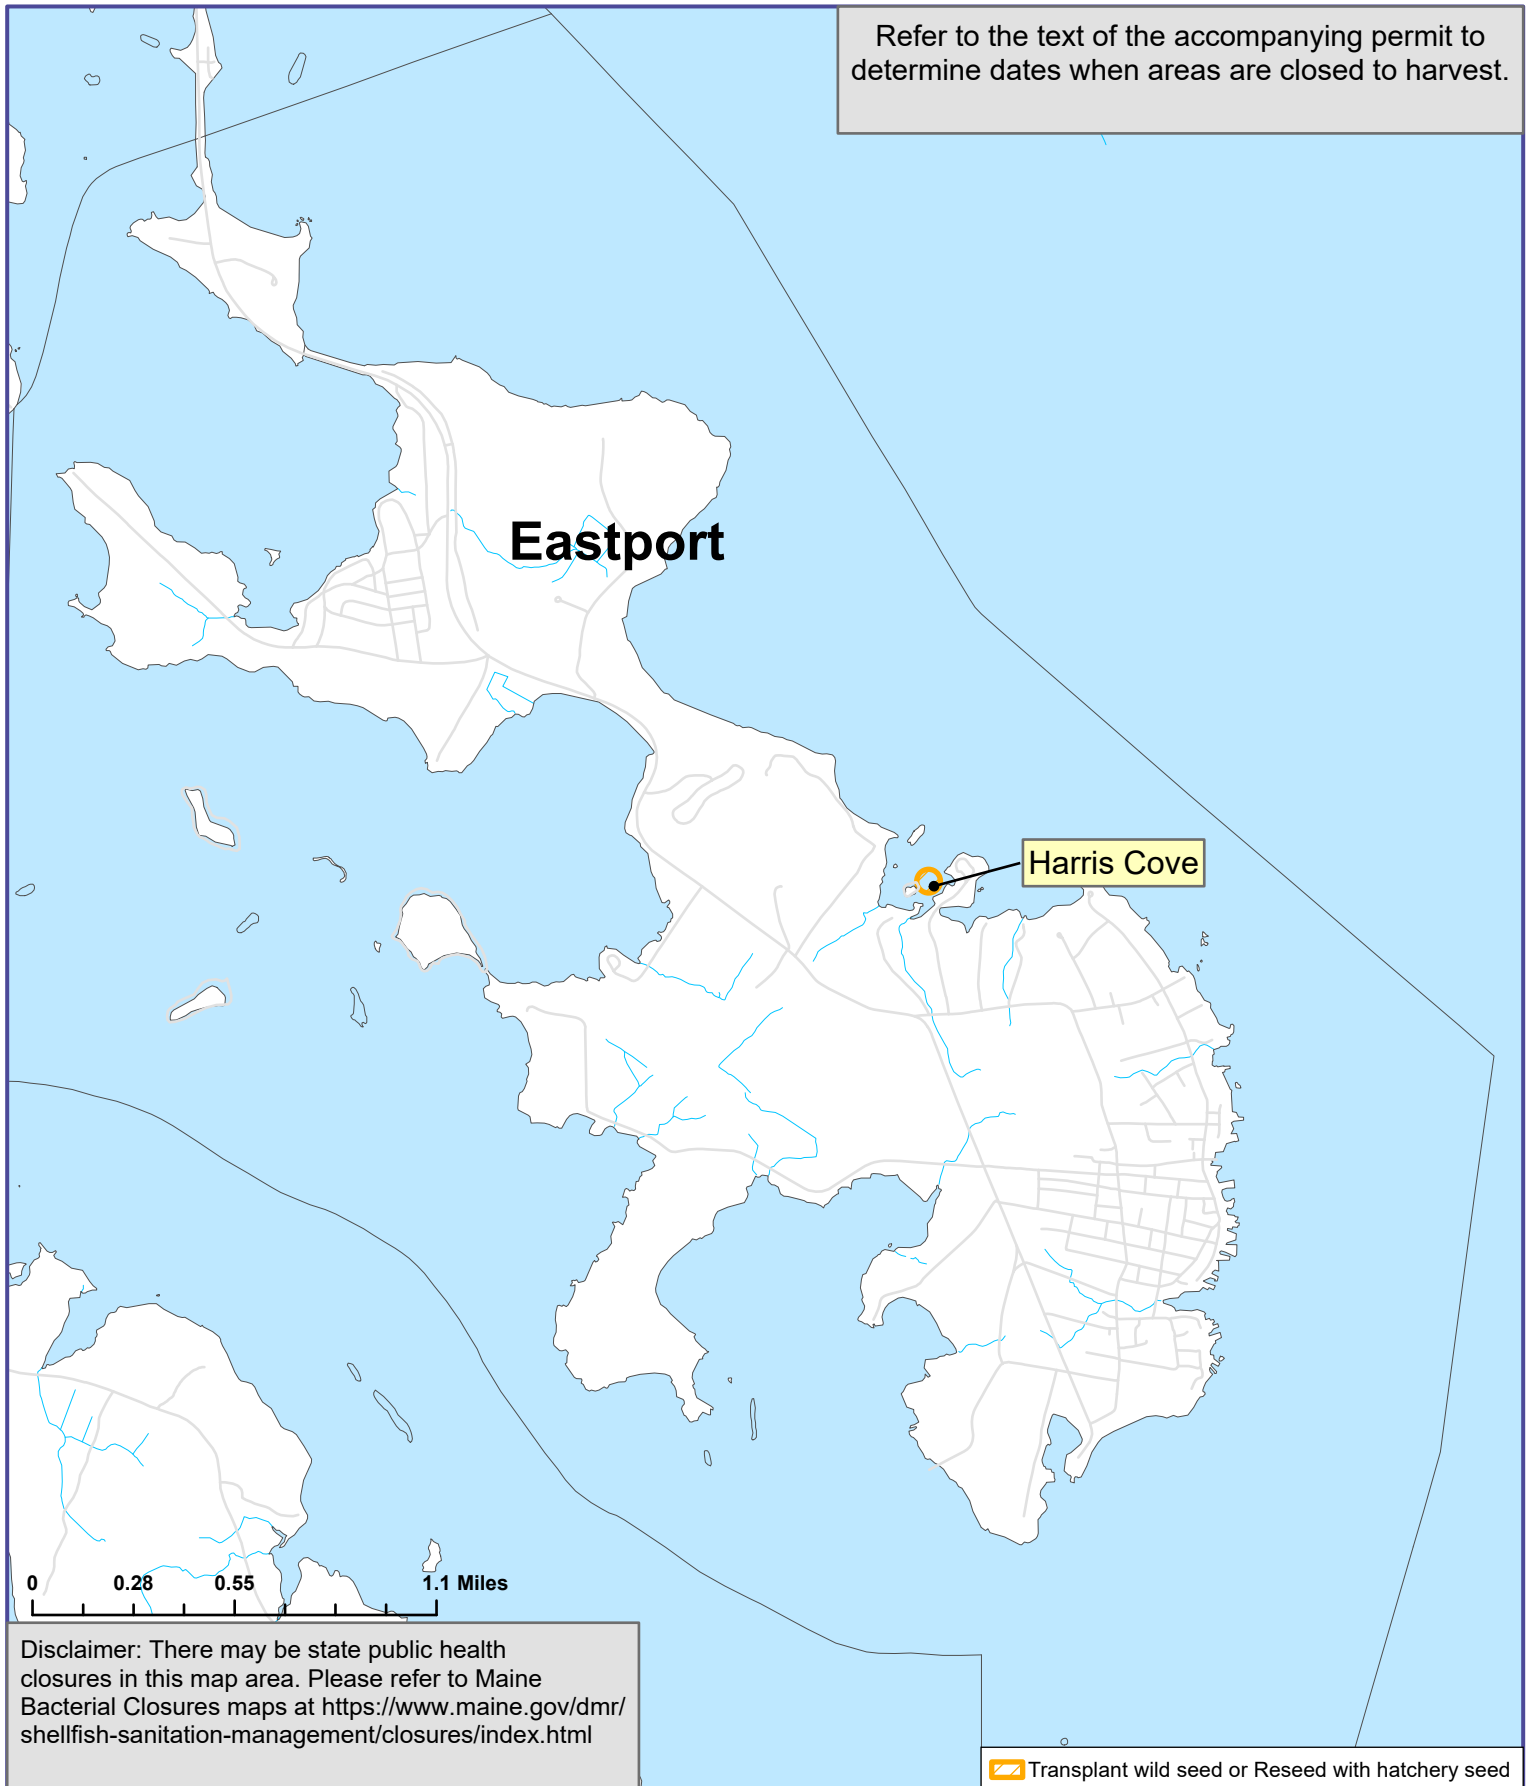 Refer to the text of the accompanying permit to
determine dates when areas are closed to harvest.
Eastport
Harris Cove
0 0.28 0.55 1.1 Miles
Disclaimer: There may be state public health
closures in this map area. Please refer to Maine
Bacterial Closures maps at https://www.maine.gov/dmr/
shellfish-sanitation-management/closures/index.html
Transplant wild seed or Reseed with hatchery seed